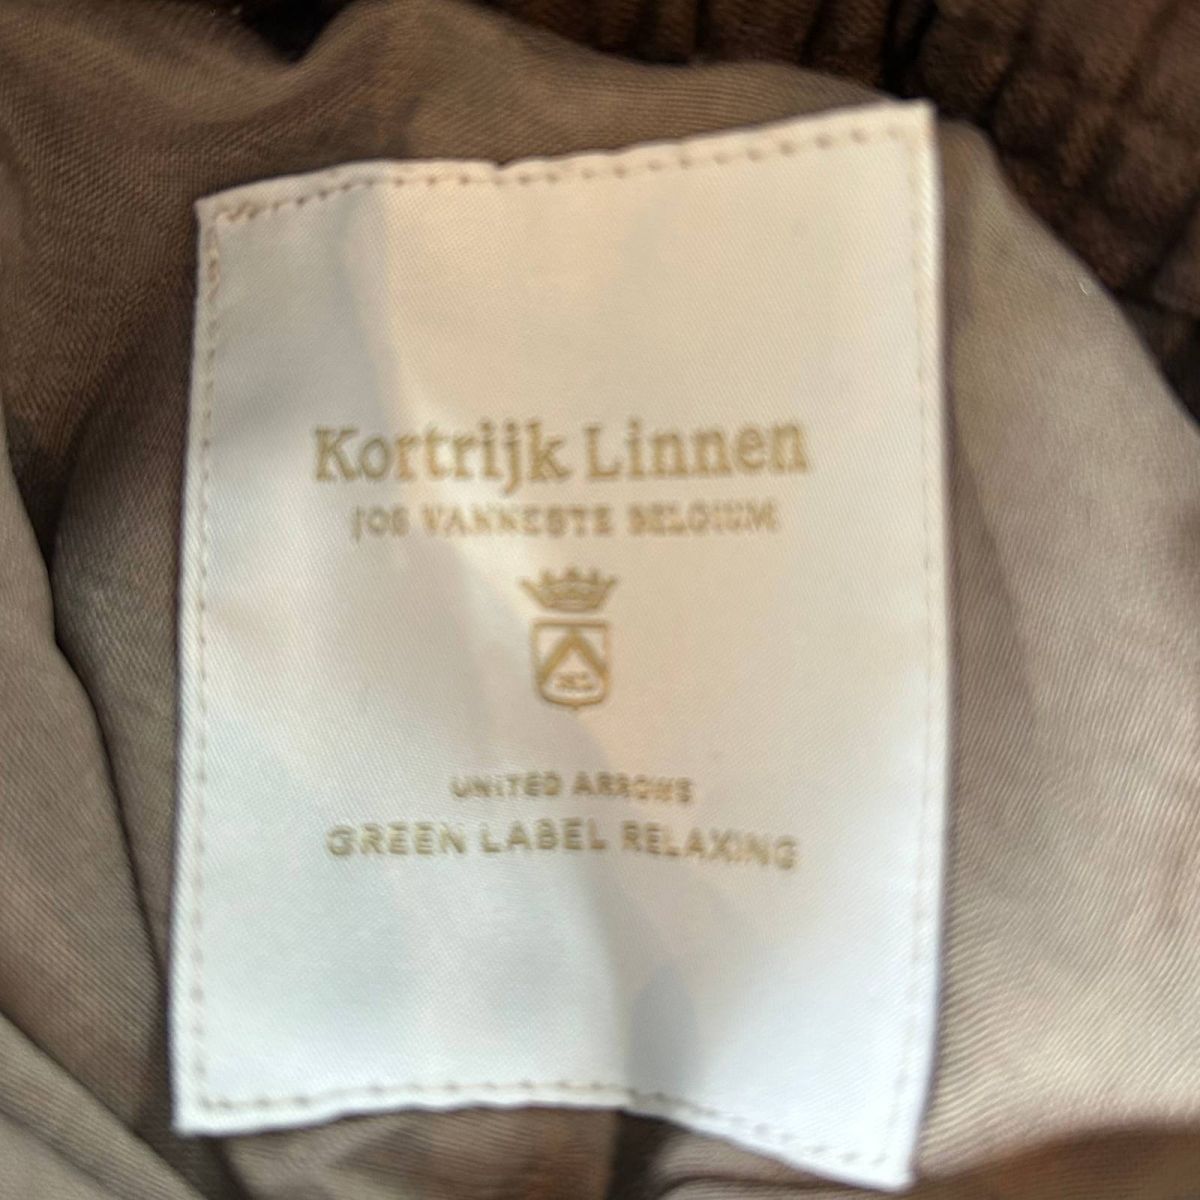 Kortrijk Linnen
JOS VANNESTE BELGIUM
UNITED ARROWS
GREEN LABEL RELAXING